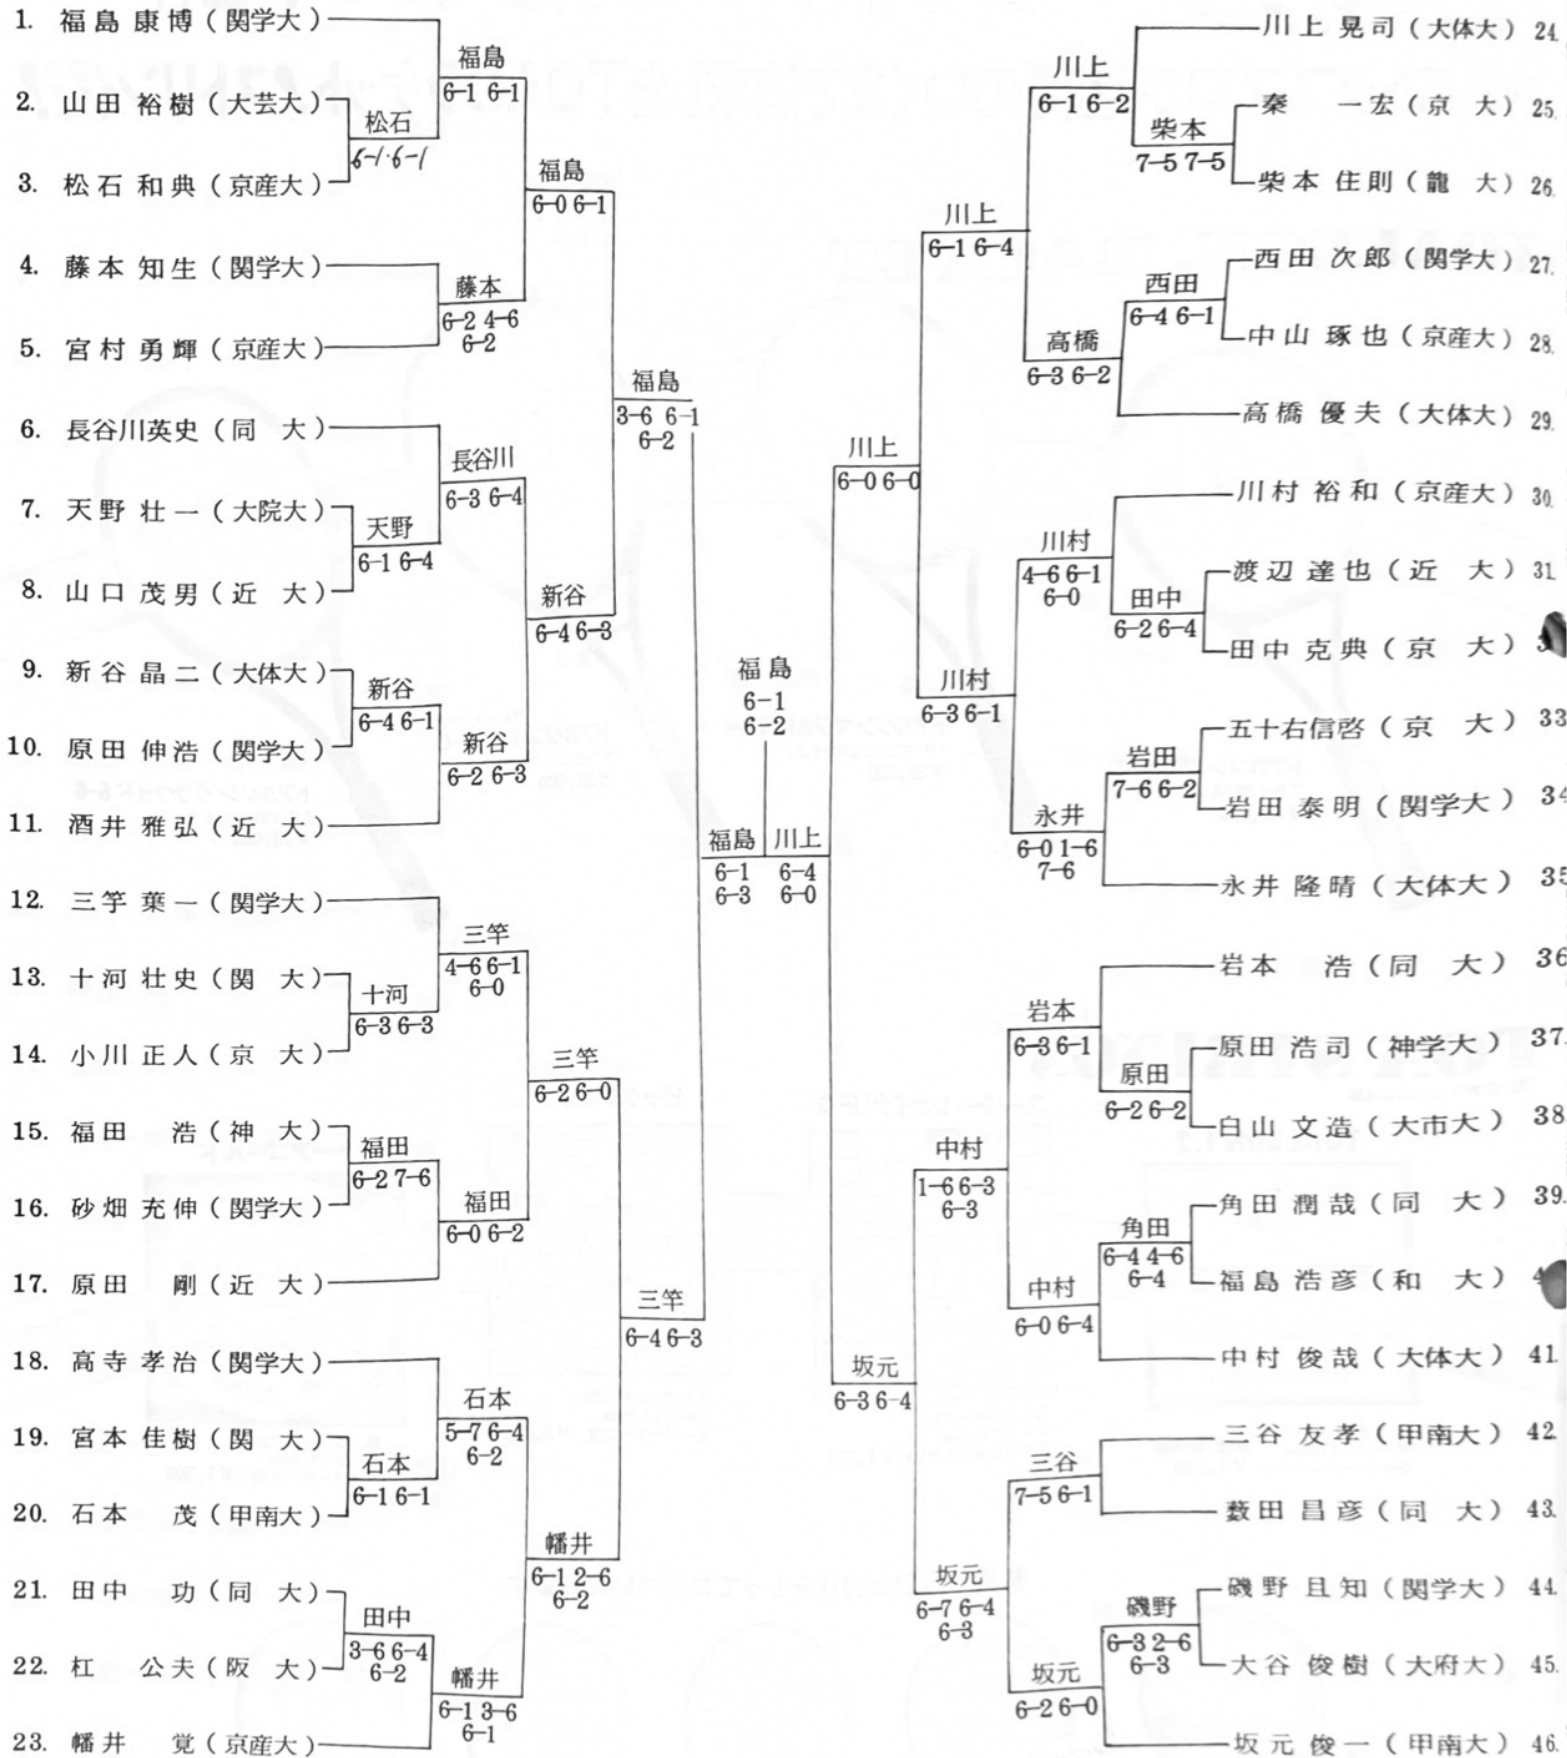 1. 福島 康博 (関学大)
2. 山田 裕樹 (大芸大)
3. 松石 和典 (京産大)
4. 藤本 知生 (関学大)
5. 宮村 勇輝 (京産大)
6. 長谷川英史 (同 大)
7. 天野 壮一 (大院大)
8. 山口 茂男 (近 大)
9. 新谷 晶二 (大体大)
10. 原田 伸浩 (関学大)
11. 酒井 雅弘 (近 大)
12. 三竿 葉一 (関学大)
13. 十河 壮史 (関 大)
14. 小川 正人 (京 大)
15. 福田 浩 (神 大)
16. 砂畑 充伸 (関学大)
17. 原田 剛 (近 大)
18. 高寺 孝治 (関学大)
19. 宮本 佳樹 (関 大)
20. 石本 茂 (甲南大)
21. 田中 功 (同 大)
22. 杠 公夫 (阪 大)
23. 幡井 覚 (京産大)
松石
6-1・6-1
天野
6-1 6-4
新谷
6-4 6-1
十河
6-3 6-3
福田
6-2 7-6
石本
6-1 6-1
田中
3-6 6-4
6-2
福島
6-1 6-1
藤本
6-2 4-6
6-2
長谷川
6-3 6-4
新谷
6-2 6-3
三竿
4-6 6-1
6-0
福田
6-0 6-2
石本
5-7 6-4
6-2
幡井
6-1 3-6
6-1
福島
6-0 6-1
新谷
6-4 6-3
三竿
6-2 6-0
幡井
6-1 2-6
6-2
福島
3-6 6-1
6-2
三竿
6-4 6-3
福島
6-1
6-3
福島
6-1
6-2
川上
6-4
6-0
川上
6-0 6-0
坂元
6-3 6-4
川上
6-1 6-4
川村
6-3 6-1
中村
1-6 6-3
6-3
坂元
6-7 6-4
6-3
川上
6-1 6-2
高橋
6-3 6-2
川村
4-6 6-1
6-0
永井
6-0 1-6
7-6
岩本
6-3 6-1
中村
6-0 6-4
三谷
7-5 6-1
坂元
6-2 6-0
柴本
7-5 7-5
西田
6-4 6-1
田中
6-2 6-4
岩田
7-6 6-2
原田
6-2 6-2
角田
6-4 4-6
6-4
磯野
6-3 2-6
6-3
川上 晃司 (大体大) 24.
秦 一宏 (京 大) 25.
柴本 住則 (龍 大) 26.
西田 次郎 (関学大) 27.
中山 琢也 (京産大) 28.
高橋 優夫 (大体大) 29.
川村 裕和 (京産大) 30.
渡辺 達也 (近 大) 31.
田中 克典 (京 大)
五十右信啓 (京 大) 33
岩田 泰明 (関学大) 34
永井 隆晴 (大体大) 35
岩本 浩 (同 大) 36
原田 浩司 (神学大) 37.
白山 文造 (大市大) 38
角田 潤哉 (同 大) 39.
福島 浩彦 (和 大)
中村 俊哉 (大体大) 41.
三谷 友孝 (甲南大) 42.
薮田 昌彦 (同 大) 43.
磯野 且知 (関学大) 44.
大谷 俊樹 (大府大) 45.
坂元 俊一 (甲南大) 46.